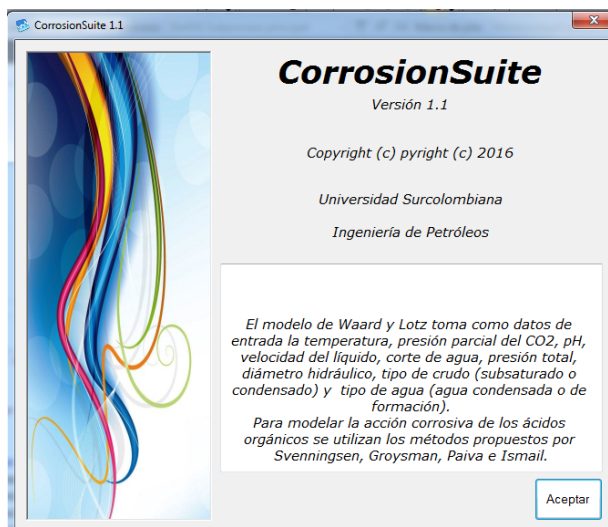 CorrosionSuite 1.1
CorrosionSuite
Versión 1.1
Copyright (c) pyright (c) 2016
Universidad Surcolombiana
Ingeniería de Petróleos
El modelo de Waard y Lotz toma como datos de
entrada la temperatura, presión parcial del CO2, pH,
velocidad del líquido, corte de agua, presión total,
diámetro hidráulico, tipo de crudo (subsaturado o
condensado) y tipo de agua (agua condensada o de
formación).
Para modelar la acción corrosiva de los ácidos
orgánicos se utilizan los métodos propuestos por
Svenningsen, Groysman, Paiva e Ismail.
Aceptar